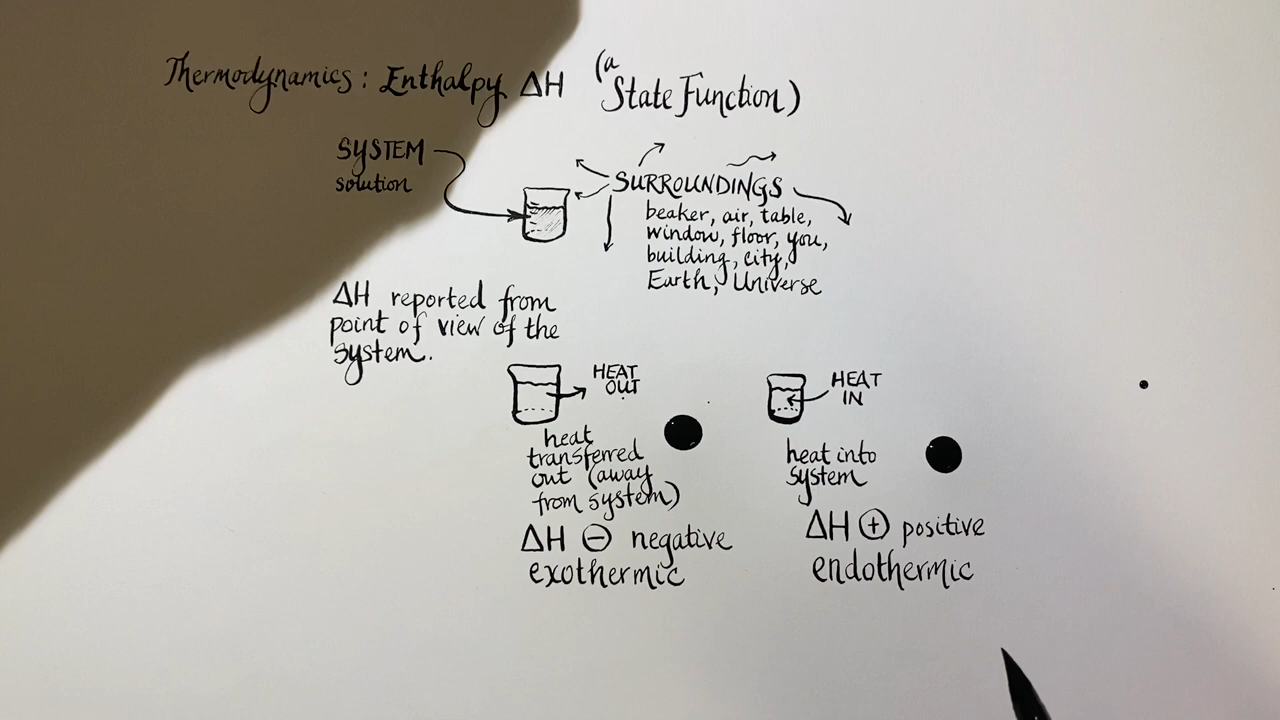 Thermodynamics: Enthalpy ΔH (a State Function)
SYSTEM
solution
SURROUNDINGS
beaker, air, table,
window, floor, you,
building, city,
Earth, Universe
ΔH reported from
point of view of the
system.
HEAT
OUT
heat
transferred
out (away
from system)
ΔH ⊖ negative
exothermic
HEAT
IN
heat into
system
ΔH ⊕ positive
endothermic